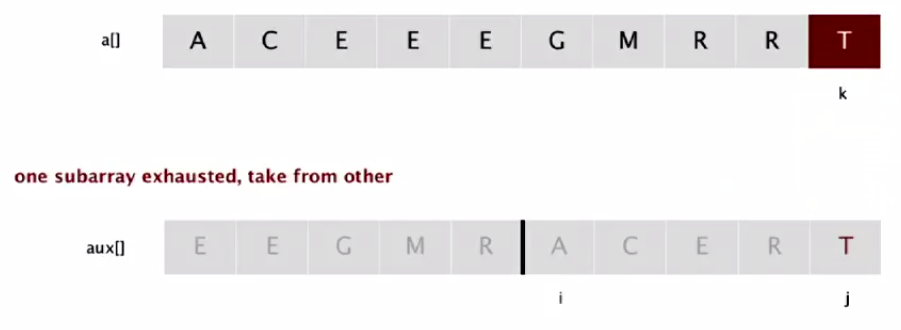 a[] A C E E E G M R R T
k
one subarray exhausted, take from other
aux[] E E G M R A C E R T
i j